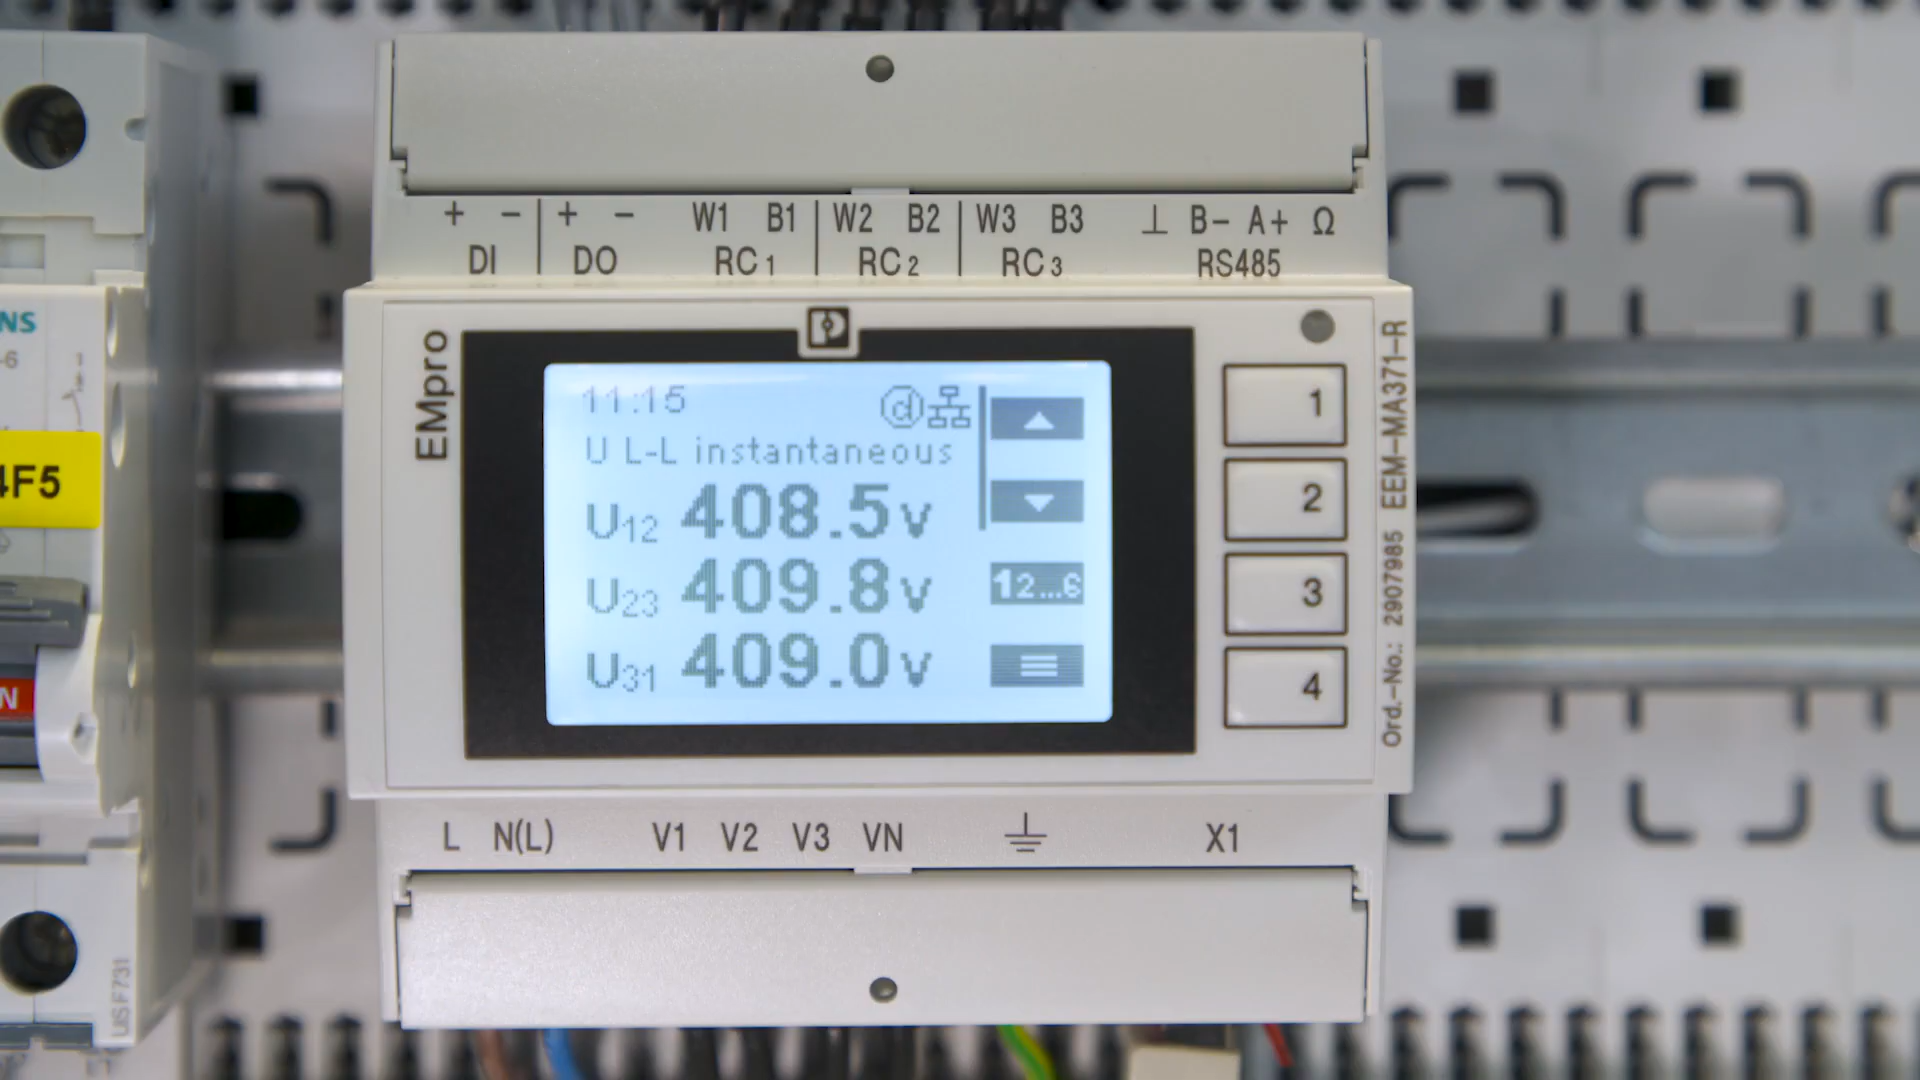 + − + − W1 B1 W2 B2 W3 B3 ⊥ B− A+ Ω
DI DO RC1 RC2 RC3 RS485
EMpro
11:15
U L-L instantaneous
U12 408.5 V
U23 409.8 V
U31 409.0 V
12...6
1
2
3
4
Ord.-No.: 2907985 EEM-MA371-R
L N(L) V1 V2 V3 VN X1
NS
-6
4F5
N